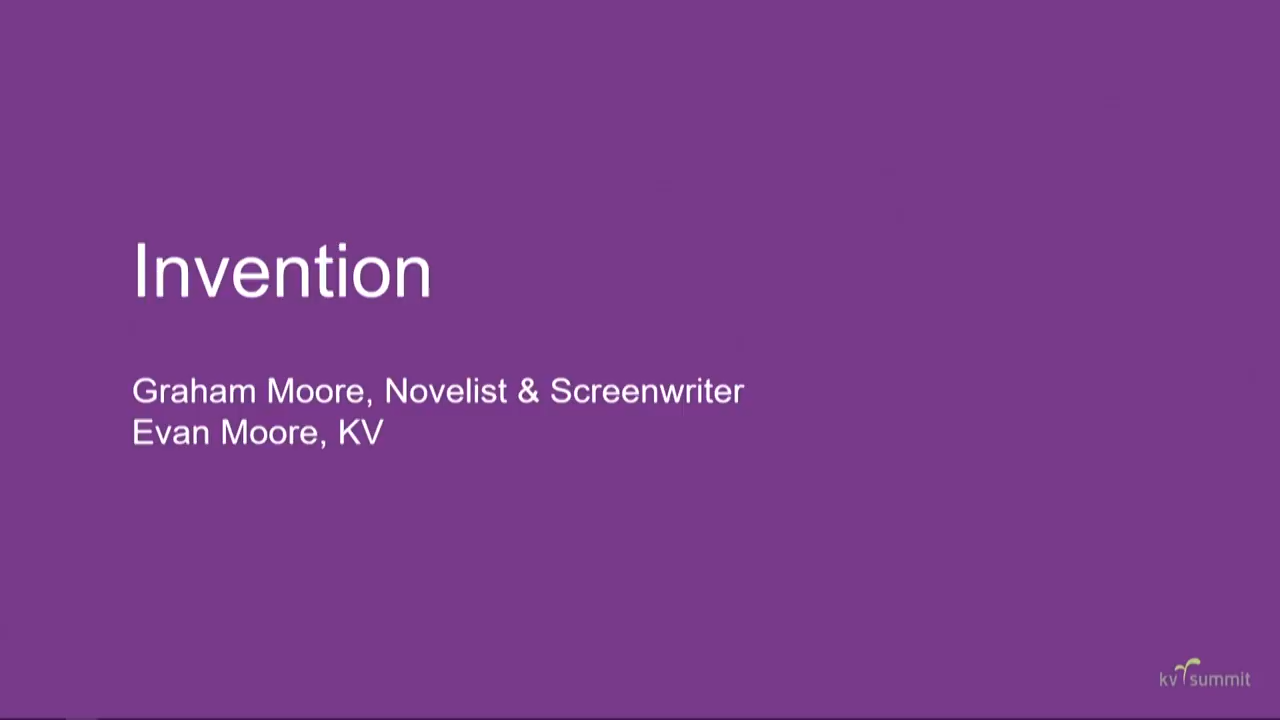 Invention
Graham Moore, Novelist & Screenwriter
Evan Moore, KV
kv summit